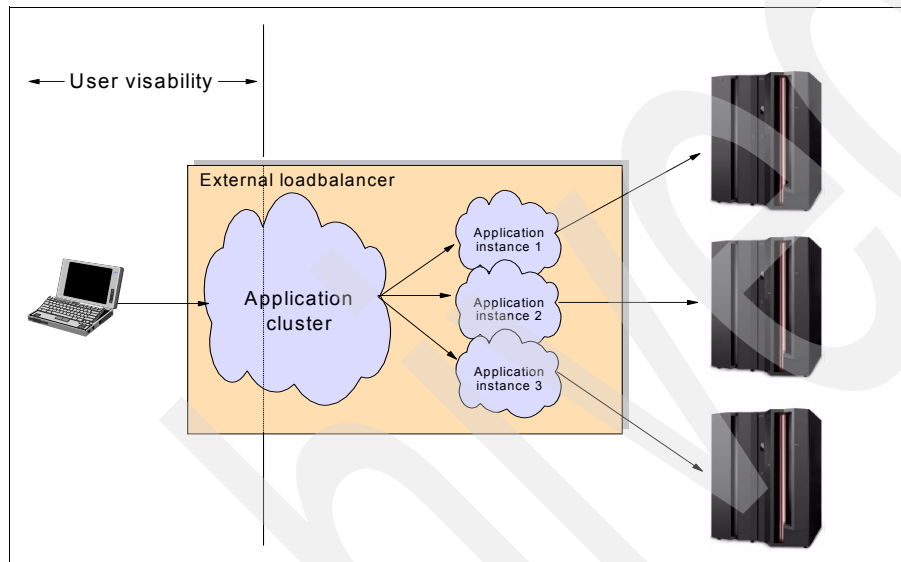 User visability
External loadbalancer
Application
cluster
Application
instance 1
Application
instance 2
Application
instance 3